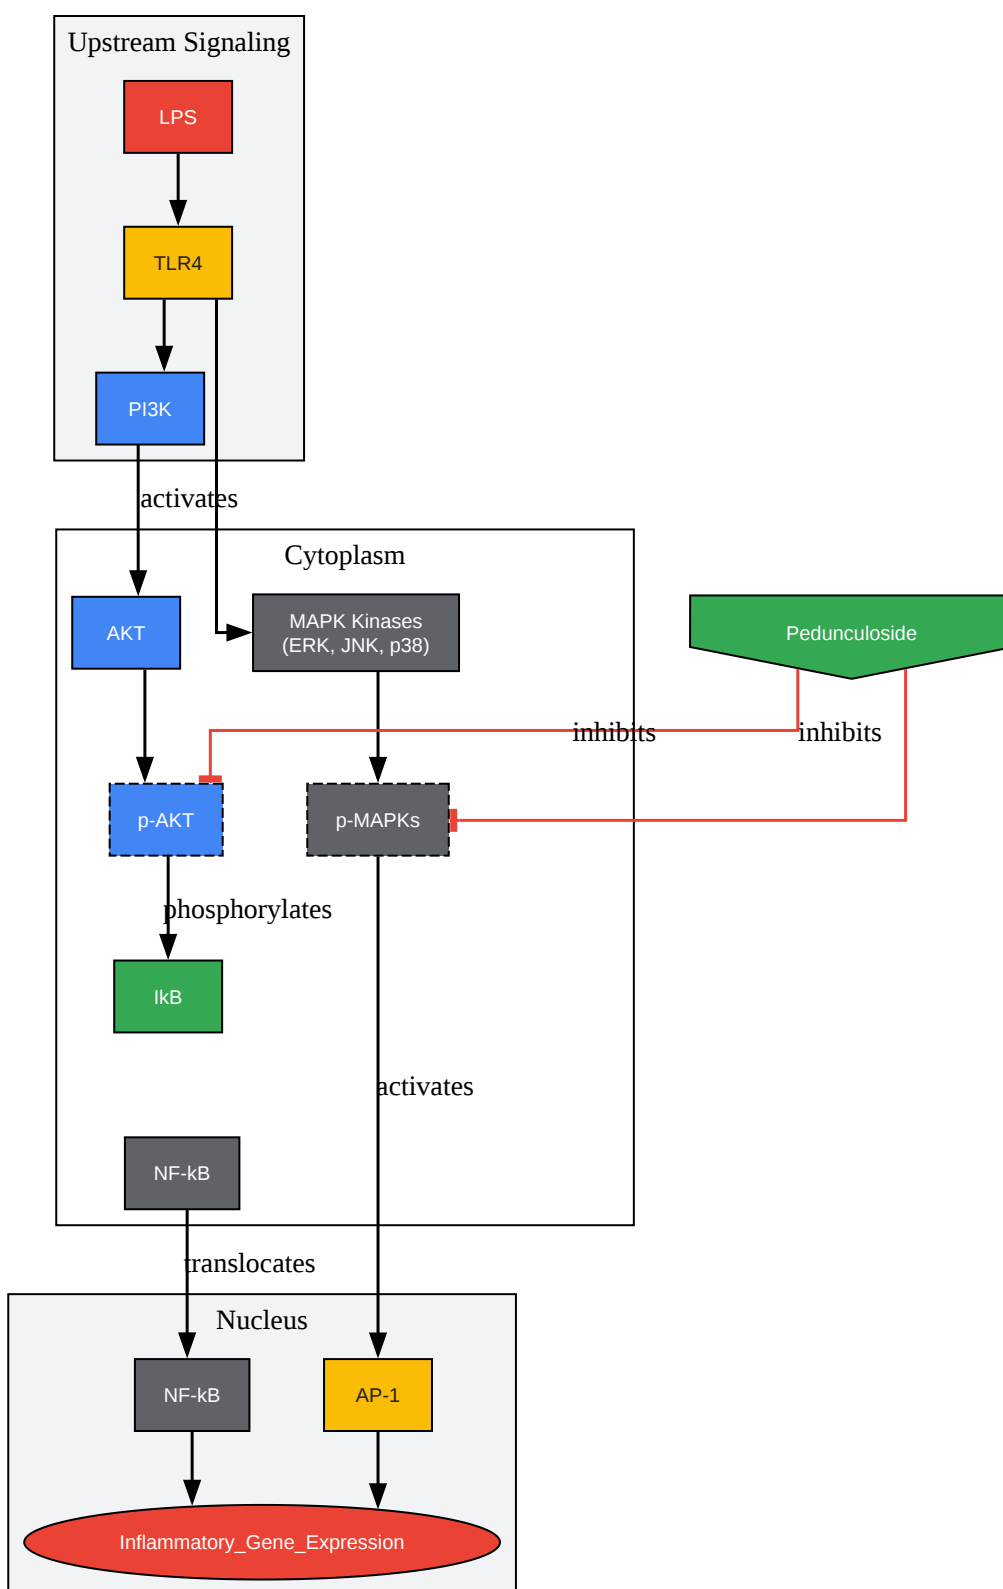 Upstream Signaling
LPS
TLR4
PI3K
activates
Cytoplasm
AKT
MAPK Kinases
(ERK, JNK, p38)
Pedunculoside
inhibits
inhibits
p-AKT
p-MAPKs
phosphorylates
IkB
activates
NF-kB
translocates
Nucleus
NF-kB
AP-1
Inflammatory_Gene_Expression